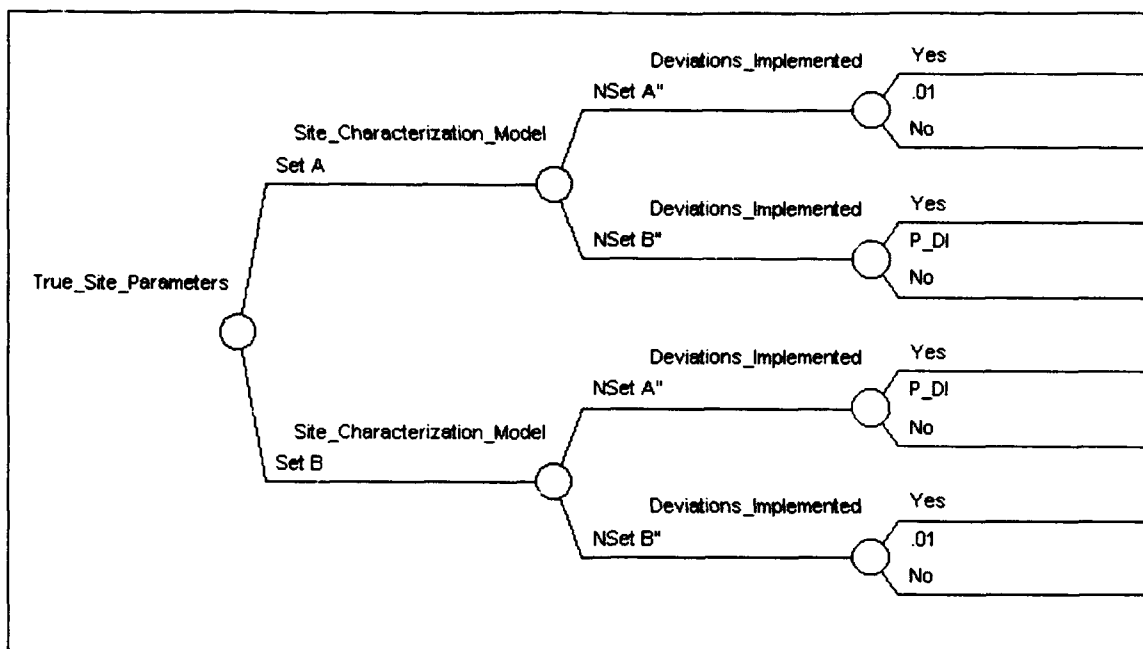 Deviations_Implemented
Yes
NSet A"
.01
No
Site_Characterization_Model
Set A
Deviations_Implemented
Yes
NSet B"
P_DI
No
True_Site_Parameters
Deviations_Implemented
Yes
NSet A"
P_DI
No
Site_Characterization_Model
Set B
Deviations_Implemented
Yes
NSet B"
.01
No